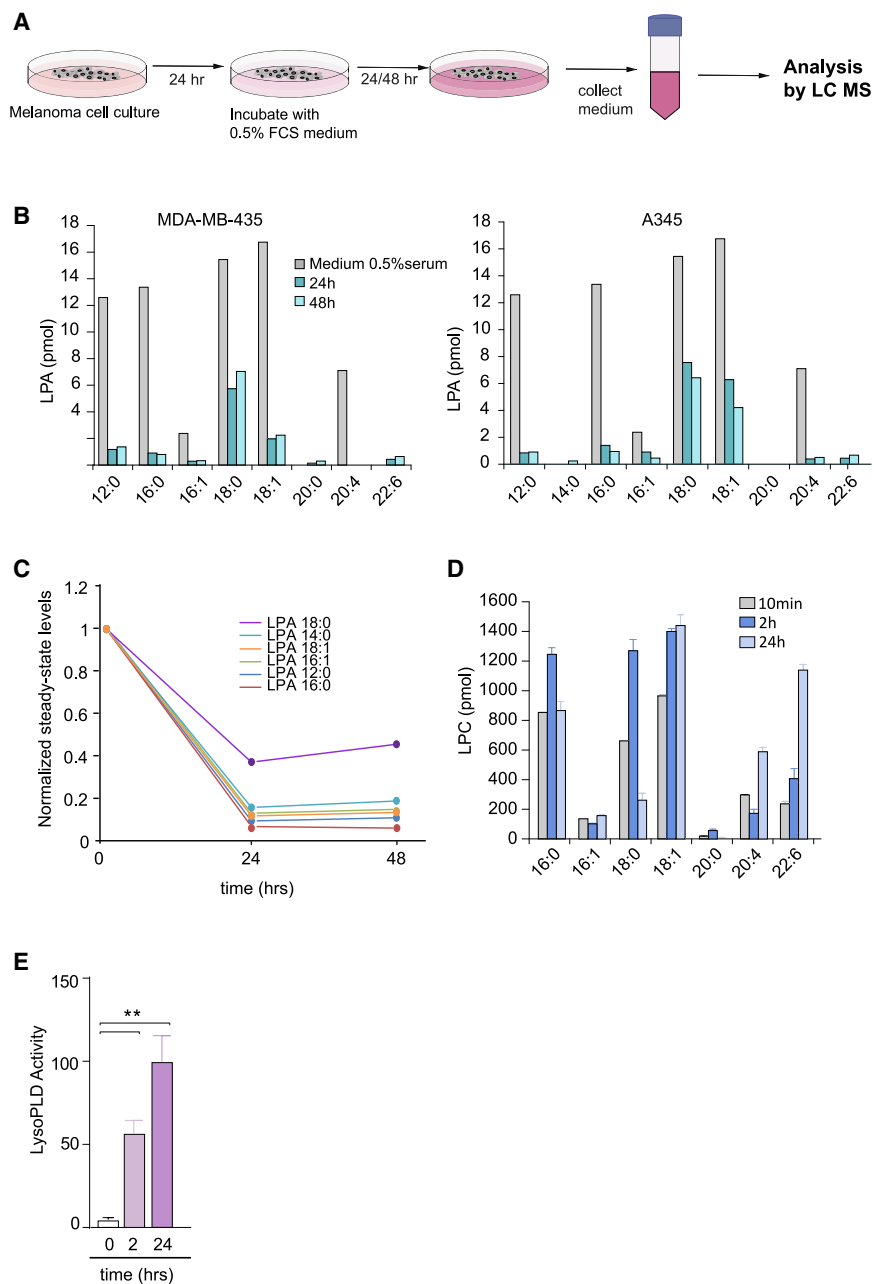 A
24 hr
24/48 hr
collect
medium
Analysis
by LC MS
Melanoma cell culture
Incubate with
0.5% FCS medium
B
MDA-MB-435
LPA (pmol)
18
16
14
12
10
8
6
4
2
Medium 0.5%serum
24h
48h
12:0
16:0
16:1
18:0
18:1
20:0
20:4
22:6
A345
LPA (pmol)
18
16
14
12
10
8
6
4
2
0
12:0
14:0
16:0
16:1
18:0
18:1
20:0
20:4
22:6
C
Normalized steady-state levels
1.2
1
0.8
0.6
0.4
0.2
0
LPA 18:0
LPA 14:0
LPA 18:1
LPA 16:1
LPA 12:0
LPA 16:0
0
24
48
time (hrs)
D
LPC (pmol)
1600
1400
1200
1000
800
600
400
200
0
10min
2h
24h
16:0
16:1
18:0
18:1
20:0
20:4
22:6
E
LysoPLD Activity
150
100
50
0
**
0 2 24
time (hrs)